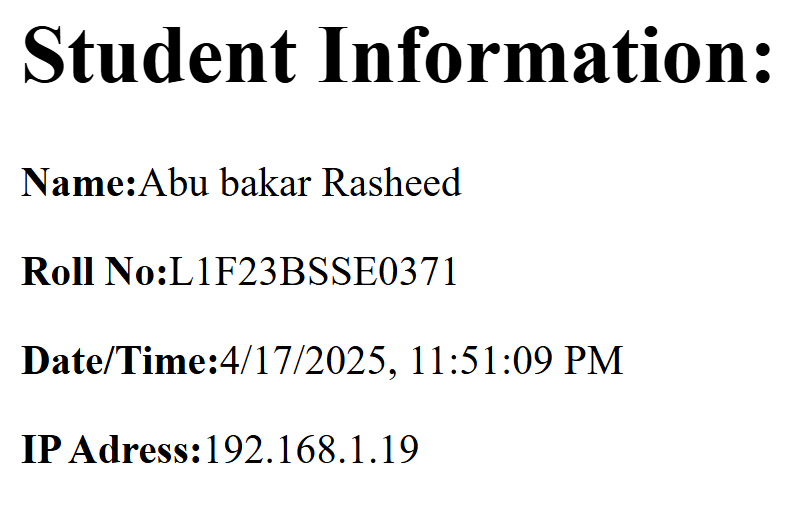 Student Information:
Name:Abu bakar Rasheed
Roll No:L1F23BSSE0371
Date/Time:4/17/2025, 11:51:09 PM
IP Adress:192.168.1.19